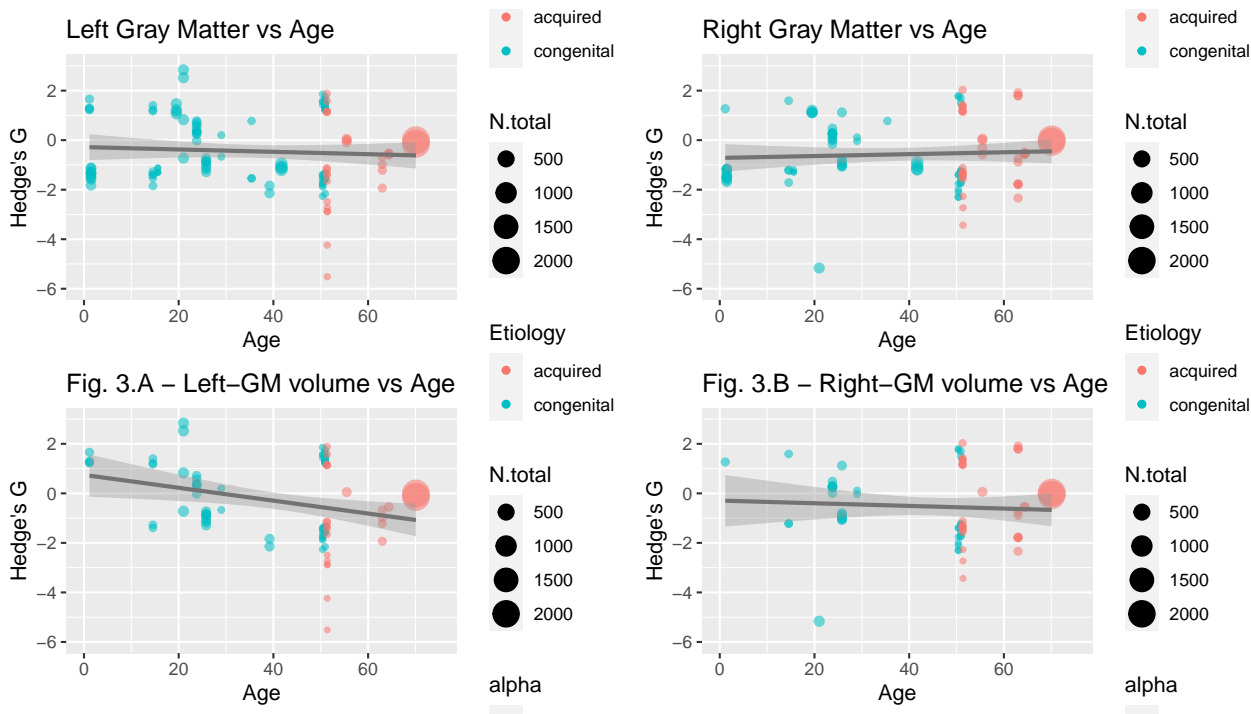 Left Gray Matter vs Age
2
0
−2
−4
−6
Hedge's G
0 20 40 60
Age
acquired
congenital
N.total
500
1000
1500
2000
Right Gray Matter vs Age
2
0
−2
−4
−6
Hedge's G
0 20 40 60
Age
acquired
congenital
N.total
500
1000
1500
2000
Fig. 3.A − Left−GM volume vs Age
2
0
−2
−4
−6
Hedge's G
0 20 40 60
Age
Etiology
acquired
congenital
N.total
500
1000
1500
2000
alpha
Fig. 3.B − Right−GM volume vs Age
2
0
−2
−4
−6
Hedge's G
0 20 40 60
Age
Etiology
acquired
congenital
N.total
500
1000
1500
2000
alpha